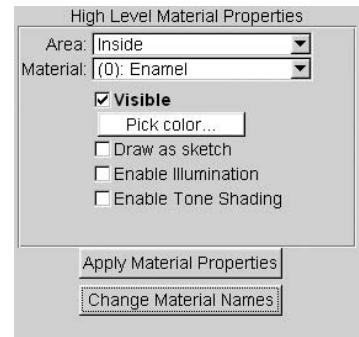 High Level Material Properties
Area: Inside
Material: (0): Enamel
Visible
Pick color...
Draw as sketch
Enable Illumination
Enable Tone Shading
Apply Material Properties
Change Material Names